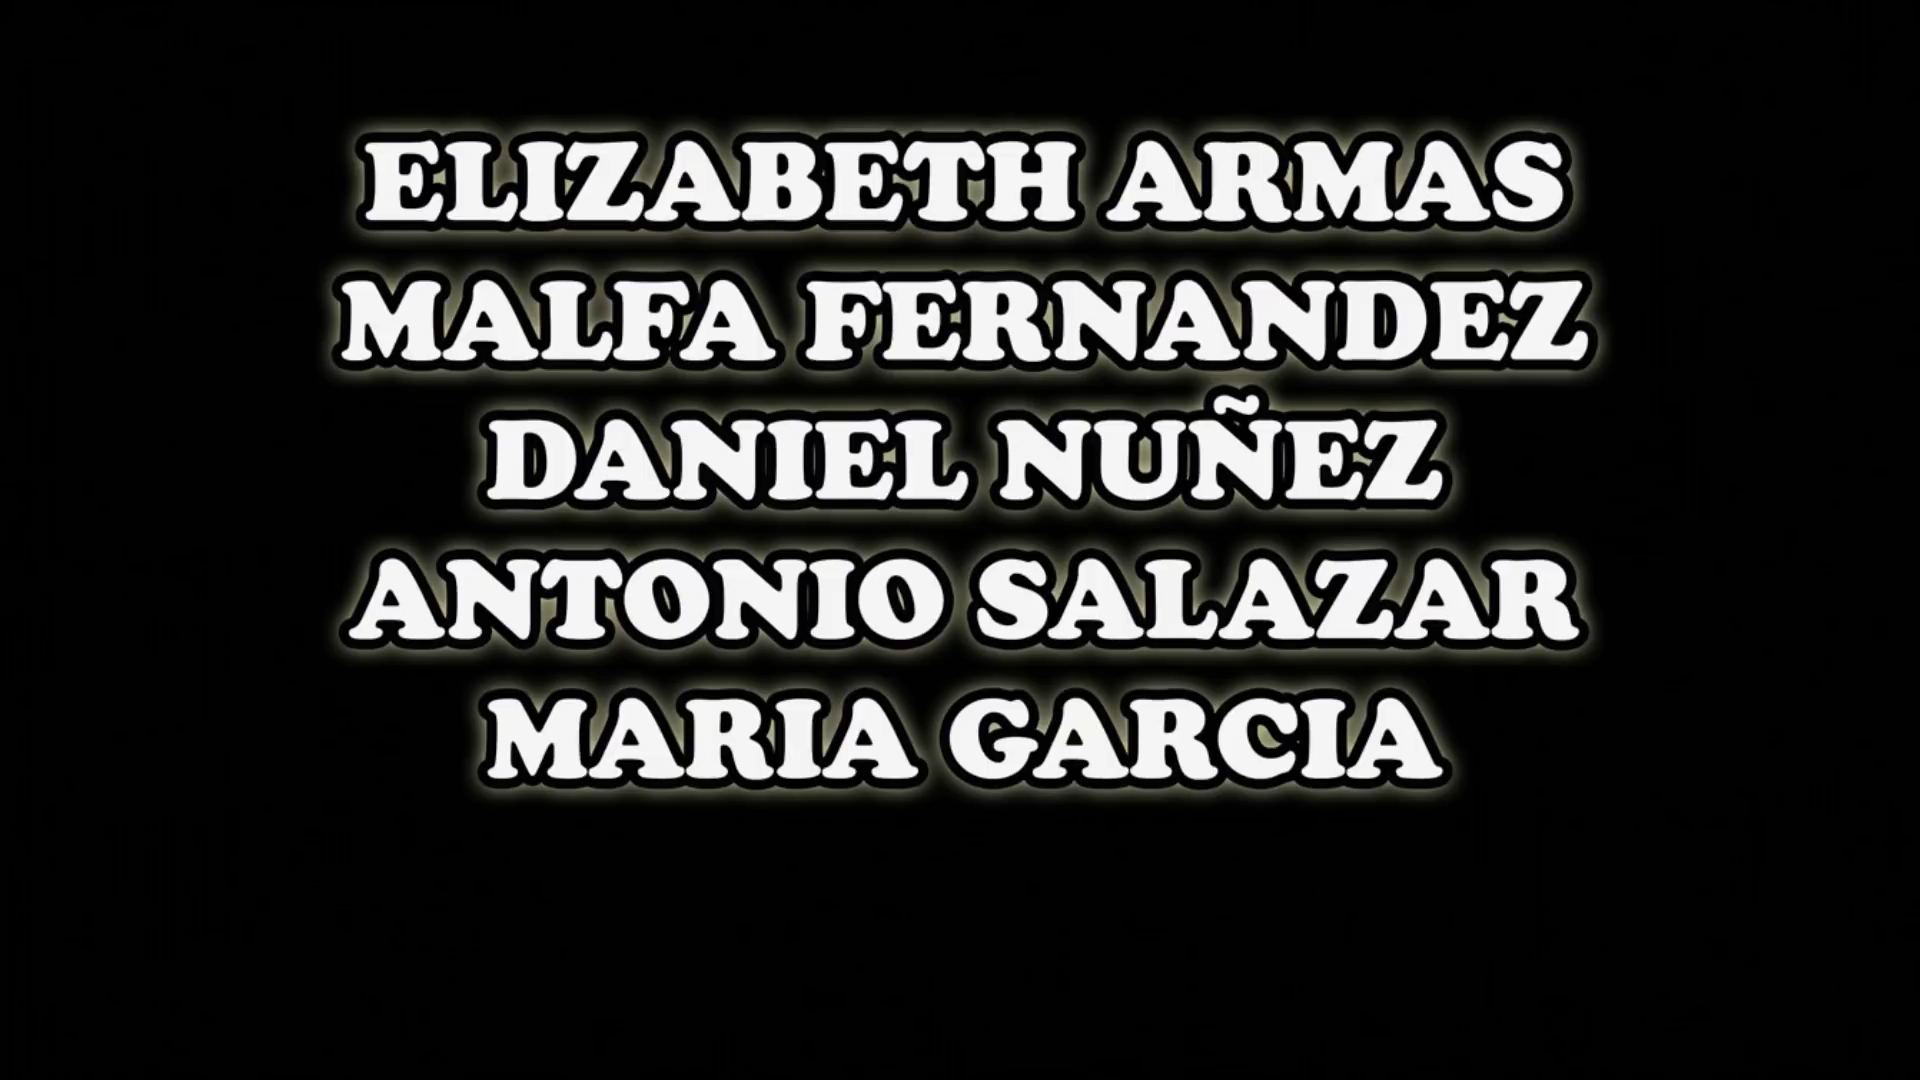 ELIZABETH ARMAS
MALFA FERNANDEZ
DANIEL NUÑEZ
ANTONIO SALAZAR
MARIA GARCIA